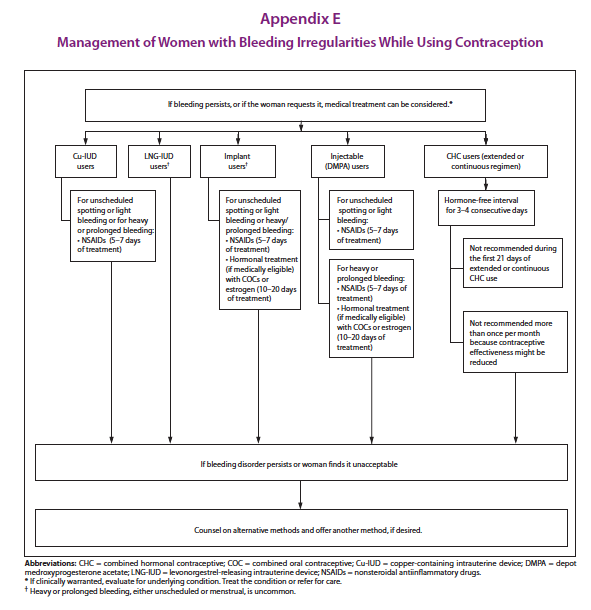 Appendix E
Management of Women with Bleeding Irregularities While Using Contraception
If bleeding persists, or if the woman requests it, medical treatment can be considered.*
Cu-IUD
users
LNG-IUD
users†
Implant
users†
Injectable
(DMPA) users
CHC users (extended or
continuous regimen)
For unscheduled
spotting or light
bleeding or for heavy
or prolonged bleeding:
• NSAIDs (5–7 days
of treatment)
For unscheduled
spotting or light
bleeding or heavy/
prolonged bleeding:
• NSAIDs (5–7 days of
treatment)
• Hormonal treatment
(if medically eligible)
with COCs or
estrogen (10–20 days
of treatment)
For unscheduled
spotting or light
bleeding:
• NSAIDs (5–7 days
of treatment)
For heavy or
prolonged bleeding:
• NSAIDs (5–7 days of
treatment)
• Hormonal treatment
(if medically eligible)
with COCs or estrogen
(10–20 days of
treatment)
Hormone-free interval
for 3–4 consecutive days
Not recommended during
the first 21 days of
extended or continuous
CHC use
Not recommended more
than once per month
because contraceptive
effectiveness might be
reduced
If bleeding disorder persists or woman finds it unacceptable
Counsel on alternative methods and offer another method, if desired.
Abbreviations: CHC = combined hormonal contraceptive; COC = combined oral contraceptive; Cu-IUD = copper-containing intrauterine device; DMPA = depot
medroxyprogesterone acetate; LNG-IUD = levonorgestrel-releasing intrauterine device; NSAIDs = nonsteroidal antiinflammatory drugs.
* If clinically warranted, evaluate for underlying condition. Treat the condition or refer for care.
† Heavy or prolonged bleeding, either unscheduled or menstrual, is uncommon.